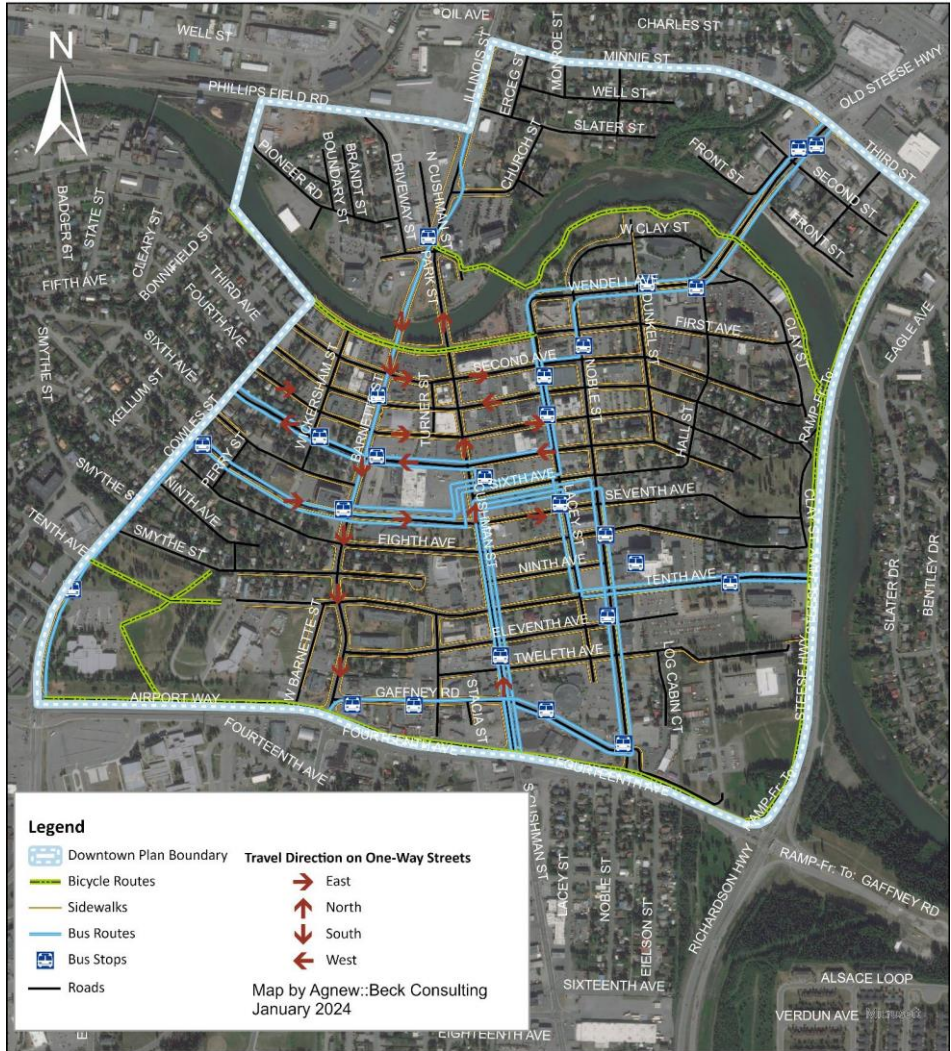 OIL AVE
WELL ST
CHARLES ST
ILLINOIS ST
MONROE ST
ERCEG ST
MINNIE ST
N
PHILLIPS FIELD RD
WELL ST
OLD STEESE HWY
SLATER ST
CHURCH ST
THIRD ST
PIONEER RD
BOUNDARY ST
BRANDT ST
DRIVEWAY ST
N CUSHMAN ST
FRONT ST
SECOND ST
FRONT ST
BADGER ST
STATE ST
CLEARY ST
BONNIFIELD ST
W CLAY ST
FIFTH AVE
THIRD AVE
FOURTH AVE
PARK ST
WENDELL AVE
DUNKEL ST
FIRST AVE
CLAY ST
EAGLE AVE
SMYTHE ST
SIXTH AVE
KELLUM ST
SECOND AVE
WICKERSHAM ST
BARNETTE ST
TURNER ST
NOBLE ST
RAMP-Fr. To:
COWLES ST
PERRY ST
HALL ST
SMYTHE ST
NINTH AVE
SIXTH AVE
CUSHMAN ST
LACEY ST
SEVENTH AVE
TENTH AVE
SMYTHE ST
EIGHTH AVE
NINTH AVE
TENTH AVE
SLATER DR
BENTLEY DR
ELEVENTH AVE
W BARNETTE ST
TWELFTH AVE
LOG CABIN CT
STEESE HWY
AIRPORT WAY
GAFFNEY RD
STACIA ST
FOURTEENTH AVE
FOURTEENTH AVE
FOURTEENTH AVE
RAMP-Fr. To:
S CUSHMAN ST
LACEY ST
NOBLE ST
EIELSON ST
RICHARDSON HWY
RAMP-Fr. To: GAFFNEY RD
SIXTEENTH AVE
EIGHTEENTH AVE
ALSACE LOOP
VERDUN AVE
Microsoft
Legend
Downtown Plan Boundary
Bicycle Routes
Sidewalks
Bus Routes
Bus Stops
Roads
Travel Direction on One-Way Streets
East
North
South
West
Map by Agnew::Beck Consulting
January 2024